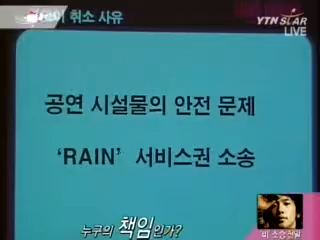 취소 사유
YTN STAR
LIVE
공연 시설물의 안전 문제
‘RAIN’ 서비스권 소송
누구의 책임인가?